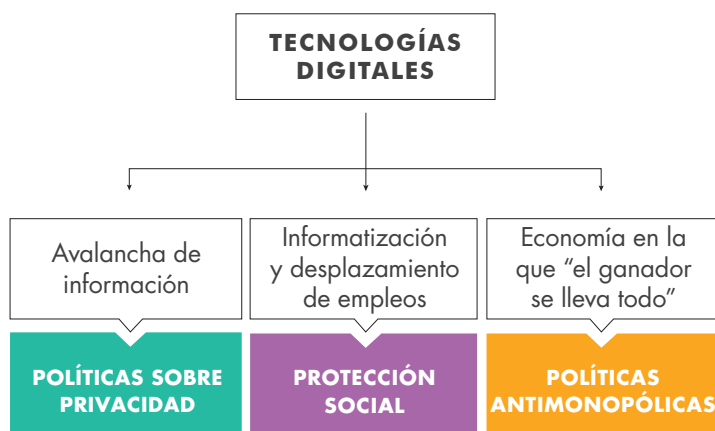 TECNOLOGÍAS
DIGITALES
Avalancha de
información
Informatización
y desplazamiento
de empleos
Economía en la
que “el ganador
se lleva todo”
POLÍTICAS SOBRE
PRIVACIDAD
PROTECCIÓN
SOCIAL
POLÍTICAS
ANTIMONOPÓLICAS